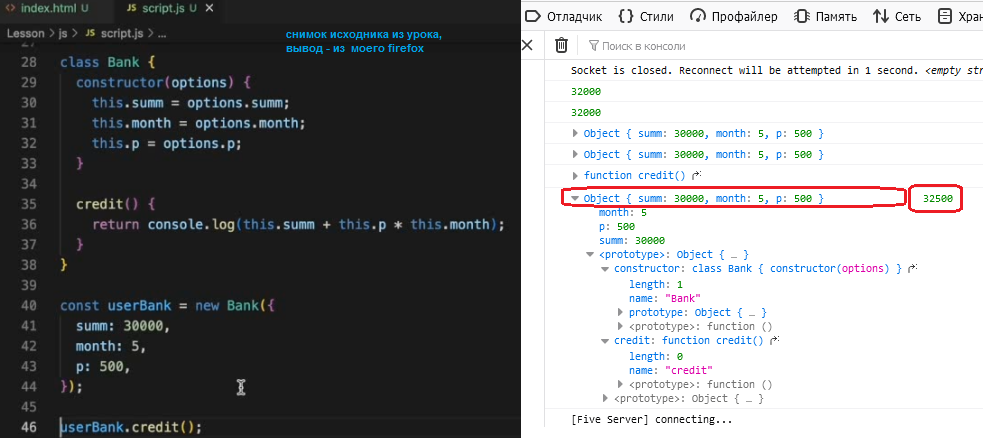 index.html U
script.js U X
Lesson > js > script.js > ...
снимок исходника из урока,
вывод - из моего firefox
27
28 class Bank {
29 constructor(options) {
30 this.summ = options.summ;
31 this.month = options.month;
32 this.p = options.p;
33 }
34
35 credit() {
36 return console.log(this.summ + this.p * this.month);
37 }
38 }
39
40 const userBank = new Bank({
41 summ: 30000,
42 month: 5,
43 p: 500,
44 });
45
46 userBank.credit();
Отладчик {} Стили Профайлер Память Сеть Хран
Поиск в консоли
Socket is closed. Reconnect will be attempted in 1 second. <empty str
32000
32000
Object { summ: 30000, month: 5, p: 500 }
Object { summ: 30000, month: 5, p: 500 }
function credit()
Object { summ: 30000, month: 5, p: 500 } 32500
month: 5
p: 500
summ: 30000
<prototype>: Object { … }
constructor: class Bank { constructor(options) }
length: 1
name: "Bank"
prototype: Object { … }
<prototype>: function ()
credit: function credit()
length: 0
name: "credit"
<prototype>: function ()
<prototype>: Object { … }
[Five Server] connecting...